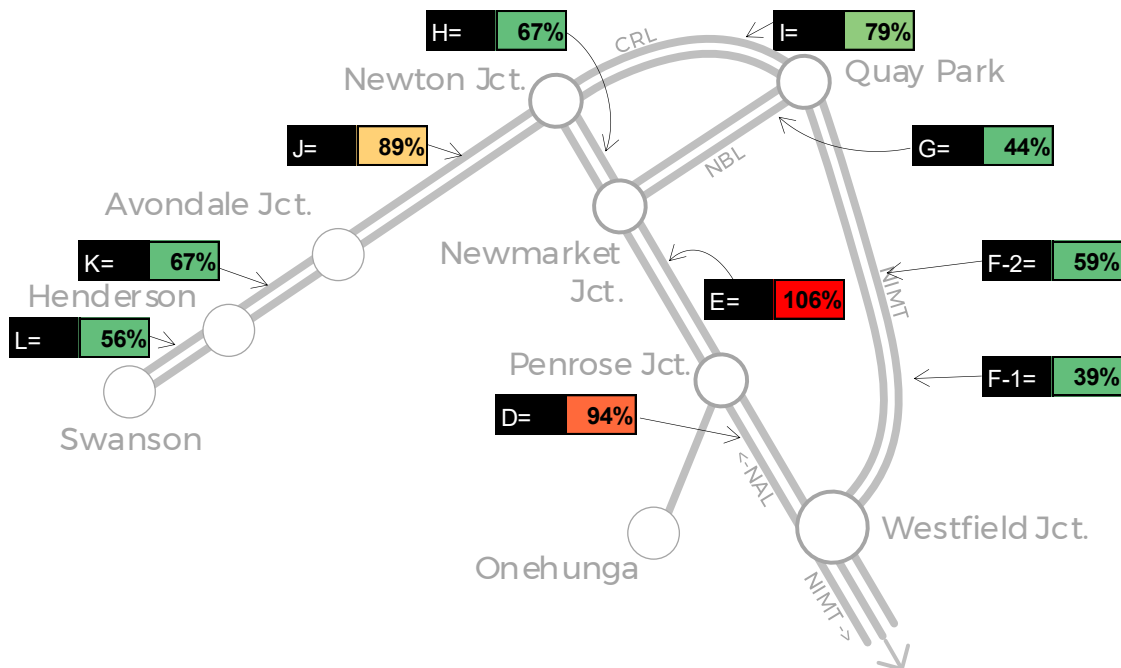 H= 67%
CRL
I= 79%
Newton Jct.
Quay Park
J= 89%
G= 44%
NBL
Avondale Jct.
K= 67%
Newmarket
Jct.
F-2= 59%
NIMT
Henderson
E= 106%
L= 56%
Penrose Jct.
F-1= 39%
D= 94%
Swanson
<-NAL
Westfield Jct.
Onehunga
NIMT ->